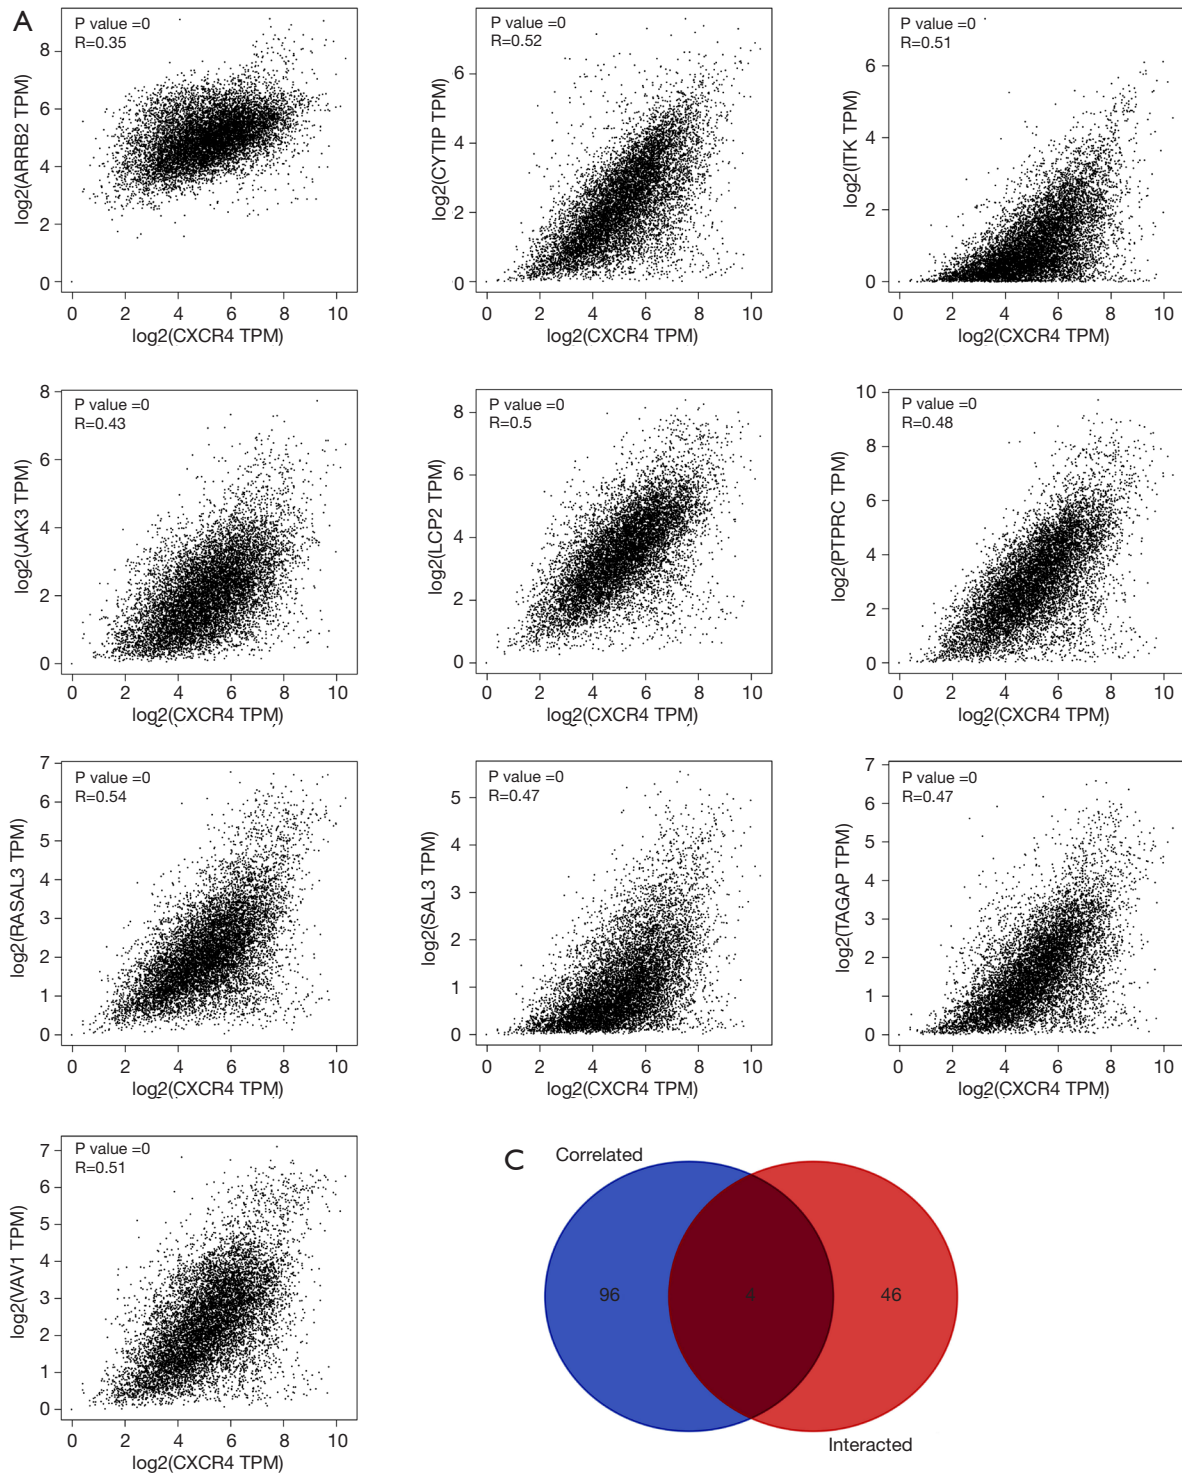 A
P value =0
R=0.35
log2(ARRB2 TPM)
8
6
4
2
0
0 2 4 6 8 10
log2(CXCR4 TPM)
P value =0
R=0.52
log2(CYTIP TPM)
6
4
2
0
0 2 4 6 8 10
log2(CXCR4 TPM)
P value =0
R=0.51
log2(ITK TPM)
6
4
2
0
0 2 4 6 8 10
log2(CXCR4 TPM)
P value =0
R=0.43
log2(JAK3 TPM)
8
6
4
2
0
0 2 4 6 8 10
log2(CXCR4 TPM)
P value =0
R=0.5
log2(LCP2 TPM)
8
6
4
2
0
0 2 4 6 8 10
log2(CXCR4 TPM)
P value =0
R=0.48
log2(PTPRC TPM)
10
8
6
4
2
0
0 2 4 6 8 10
log2(CXCR4 TPM)
P value =0
R=0.54
log2(RASAL3 TPM)
7
6
5
4
3
2
1
0
0 2 4 6 8 10
log2(CXCR4 TPM)
P value =0
R=0.47
log2(SAL3 TPM)
5
4
3
2
1
0
0 2 4 6 8 10
log2(CXCR4 TPM)
P value =0
R=0.47
log2(TAGAP TPM)
7
6
5
4
3
2
1
0
0 2 4 6 8 10
log2(CXCR4 TPM)
P value =0
R=0.51
log2(VAV1 TPM)
7
6
5
4
3
2
1
0
0 2 4 6 8 10
log2(CXCR4 TPM)
C
Correlated
96 4 46
Interacted